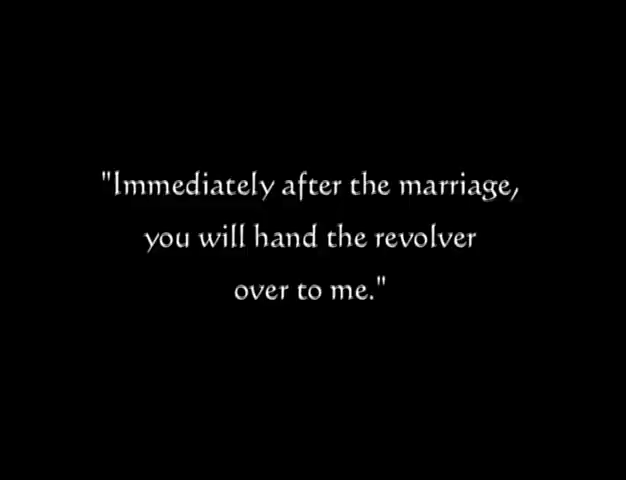 "Immediately after the marriage,
you will hand the revolver
over to me."